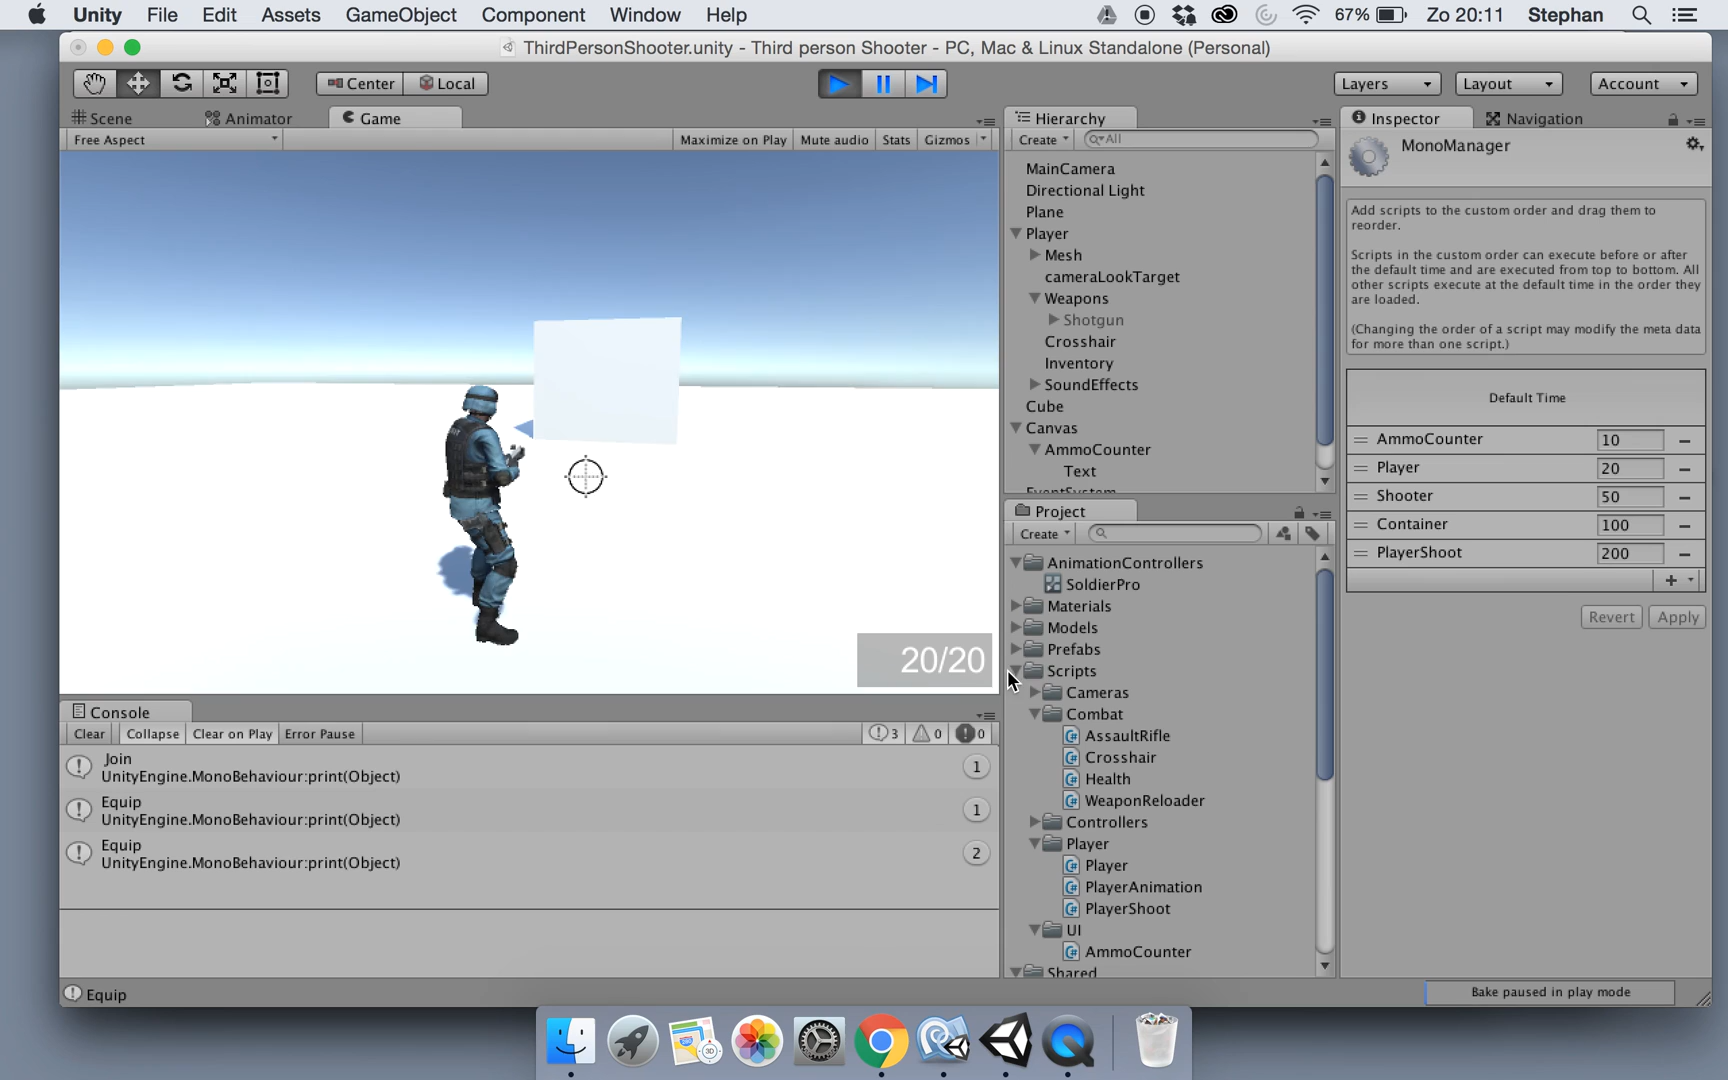 Unity File Edit Assets GameObject Component Window Help 67% Zo 20:11 Stephan
ThirdPersonShooter.unity - Third person Shooter - PC, Mac & Linux Standalone (Personal)
Center Local Layers Layout Account
Scene Animator Game
Free Aspect Maximize on Play Mute audio Stats Gizmos
20/20
Console
Clear Collapse Clear on Play Error Pause 3 0 0
Join
UnityEngine.MonoBehaviour:print(Object) 1
Equip
UnityEngine.MonoBehaviour:print(Object) 1
Equip
UnityEngine.MonoBehaviour:print(Object) 2
Equip
Hierarchy
Create All
MainCamera
Directional Light
Plane
Player
Mesh
cameraLookTarget
Weapons
Shotgun
Crosshair
Inventory
SoundEffects
Cube
Canvas
AmmoCounter
Text
EventSystem
Project
Create
AnimationControllers
SoldierPro
Materials
Models
Prefabs
Scripts
Cameras
Combat
AssaultRifle
Crosshair
Health
WeaponReloader
Controllers
Player
Player
PlayerAnimation
PlayerShoot
UI
AmmoCounter
Shared
Inspector Navigation
MonoManager
Add scripts to the custom order and drag them to
reorder.
Scripts in the custom order can execute before or after
the default time and are executed from top to bottom. All
other scripts execute at the default time in the order they
are loaded.
(Changing the order of a script may modify the meta data
for more than one script.)
Default Time
AmmoCounter 10
Player 20
Shooter 50
Container 100
PlayerShoot 200
Revert Apply
Bake paused in play mode